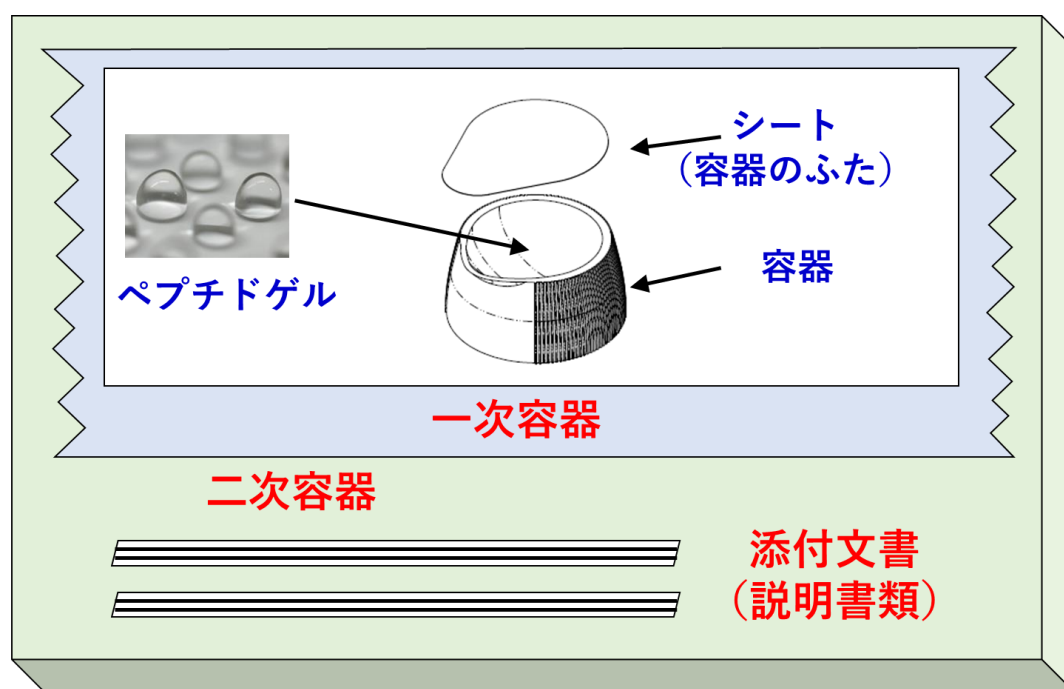 シート
（容器のふた）
ペプチドゲル
容器
一次容器
二次容器
添付文書
（説明書類）